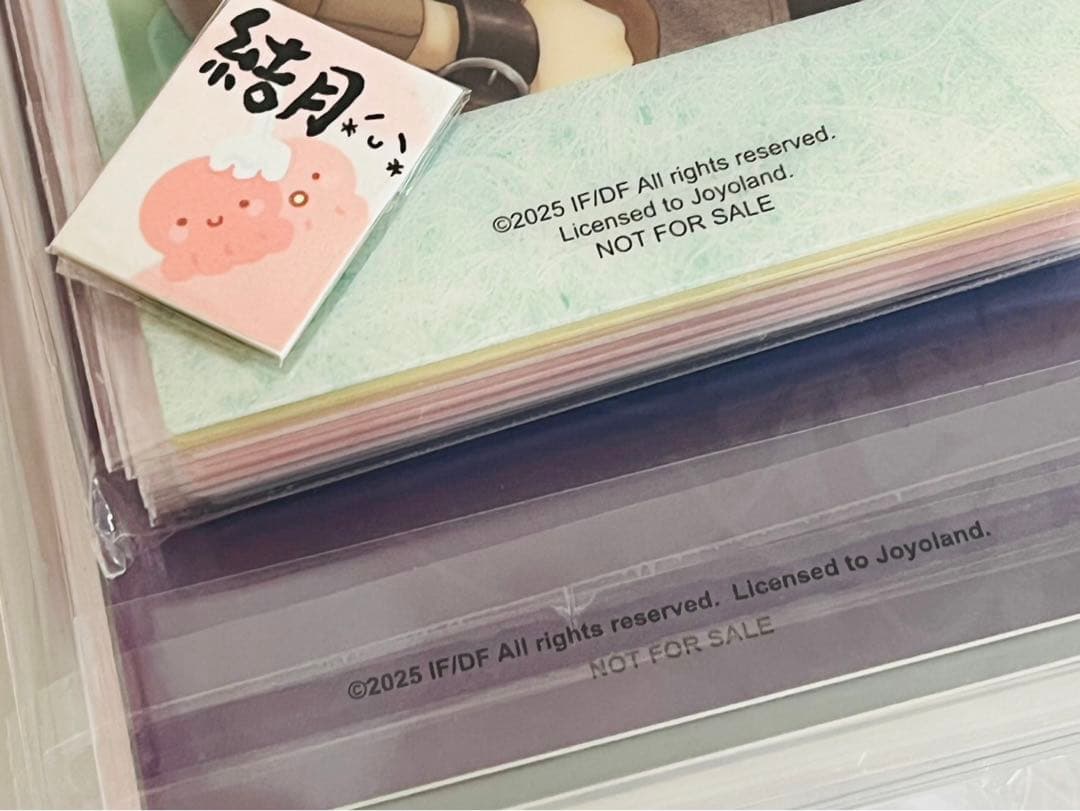 結月
©2025 IF/DF All rights reserved.
Licensed to Joyoland.
NOT FOR SALE
©2025 IF/DF All rights reserved. Licensed to Joyoland.
NOT FOR SALE